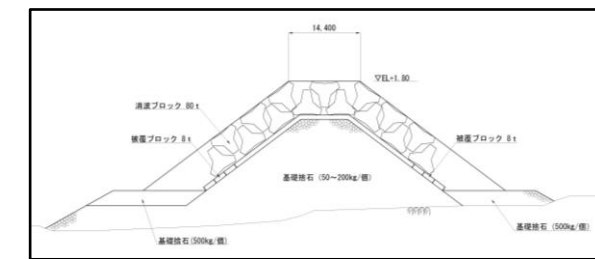 14.400
▽EL+1.80
消波ブロック 80t
被覆ブロック 8t
被覆ブロック 8t
基礎捨石 (50～200kg/個)
基礎捨石(500kg/個)
基礎捨石 (500kg/個)